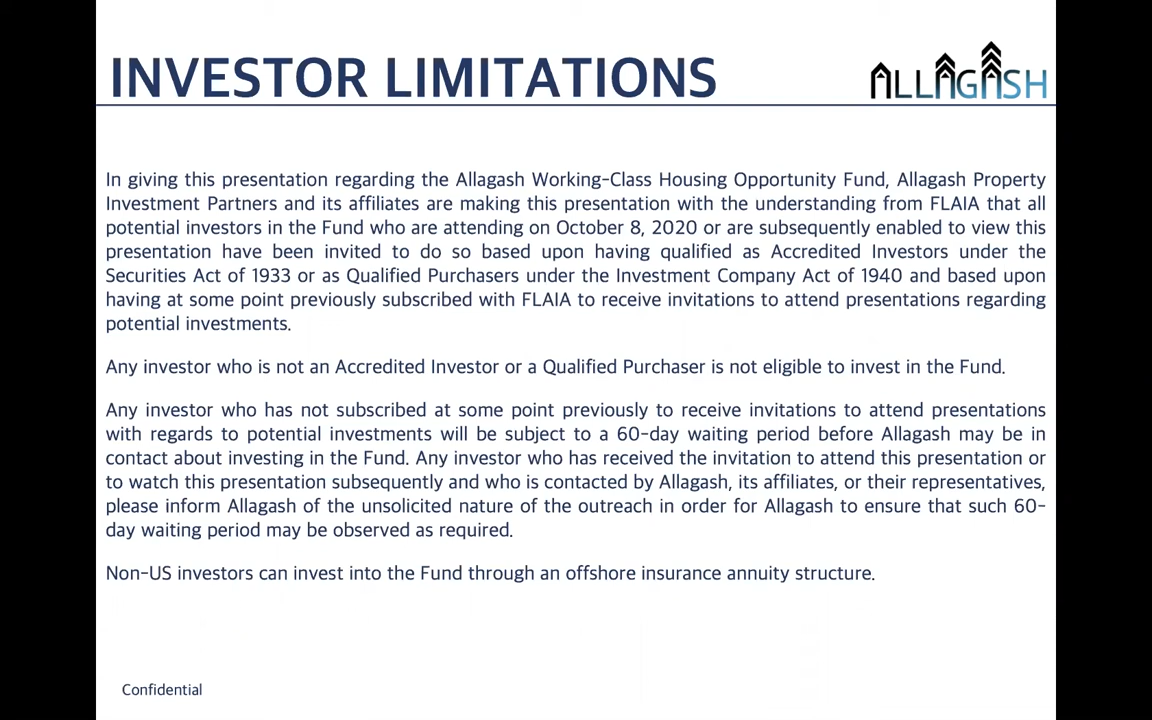 INVESTOR LIMITATIONS
ALLAGASH
In giving this presentation regarding the Allagash Working-Class Housing Opportunity Fund, Allagash Property
Investment Partners and its affiliates are making this presentation with the understanding from FLAIA that all
potential investors in the Fund who are attending on October 8, 2020 or are subsequently enabled to view this
presentation have been invited to do so based upon having qualified as Accredited Investors under the
Securities Act of 1933 or as Qualified Purchasers under the Investment Company Act of 1940 and based upon
having at some point previously subscribed with FLAIA to receive invitations to attend presentations regarding
potential investments.
Any investor who is not an Accredited Investor or a Qualified Purchaser is not eligible to invest in the Fund.
Any investor who has not subscribed at some point previously to receive invitations to attend presentations
with regards to potential investments will be subject to a 60-day waiting period before Allagash may be in
contact about investing in the Fund. Any investor who has received the invitation to attend this presentation or
to watch this presentation subsequently and who is contacted by Allagash, its affiliates, or their representatives,
please inform Allagash of the unsolicited nature of the outreach in order for Allagash to ensure that such 60-
day waiting period may be observed as required.
Non-US investors can invest into the Fund through an offshore insurance annuity structure.
Confidential